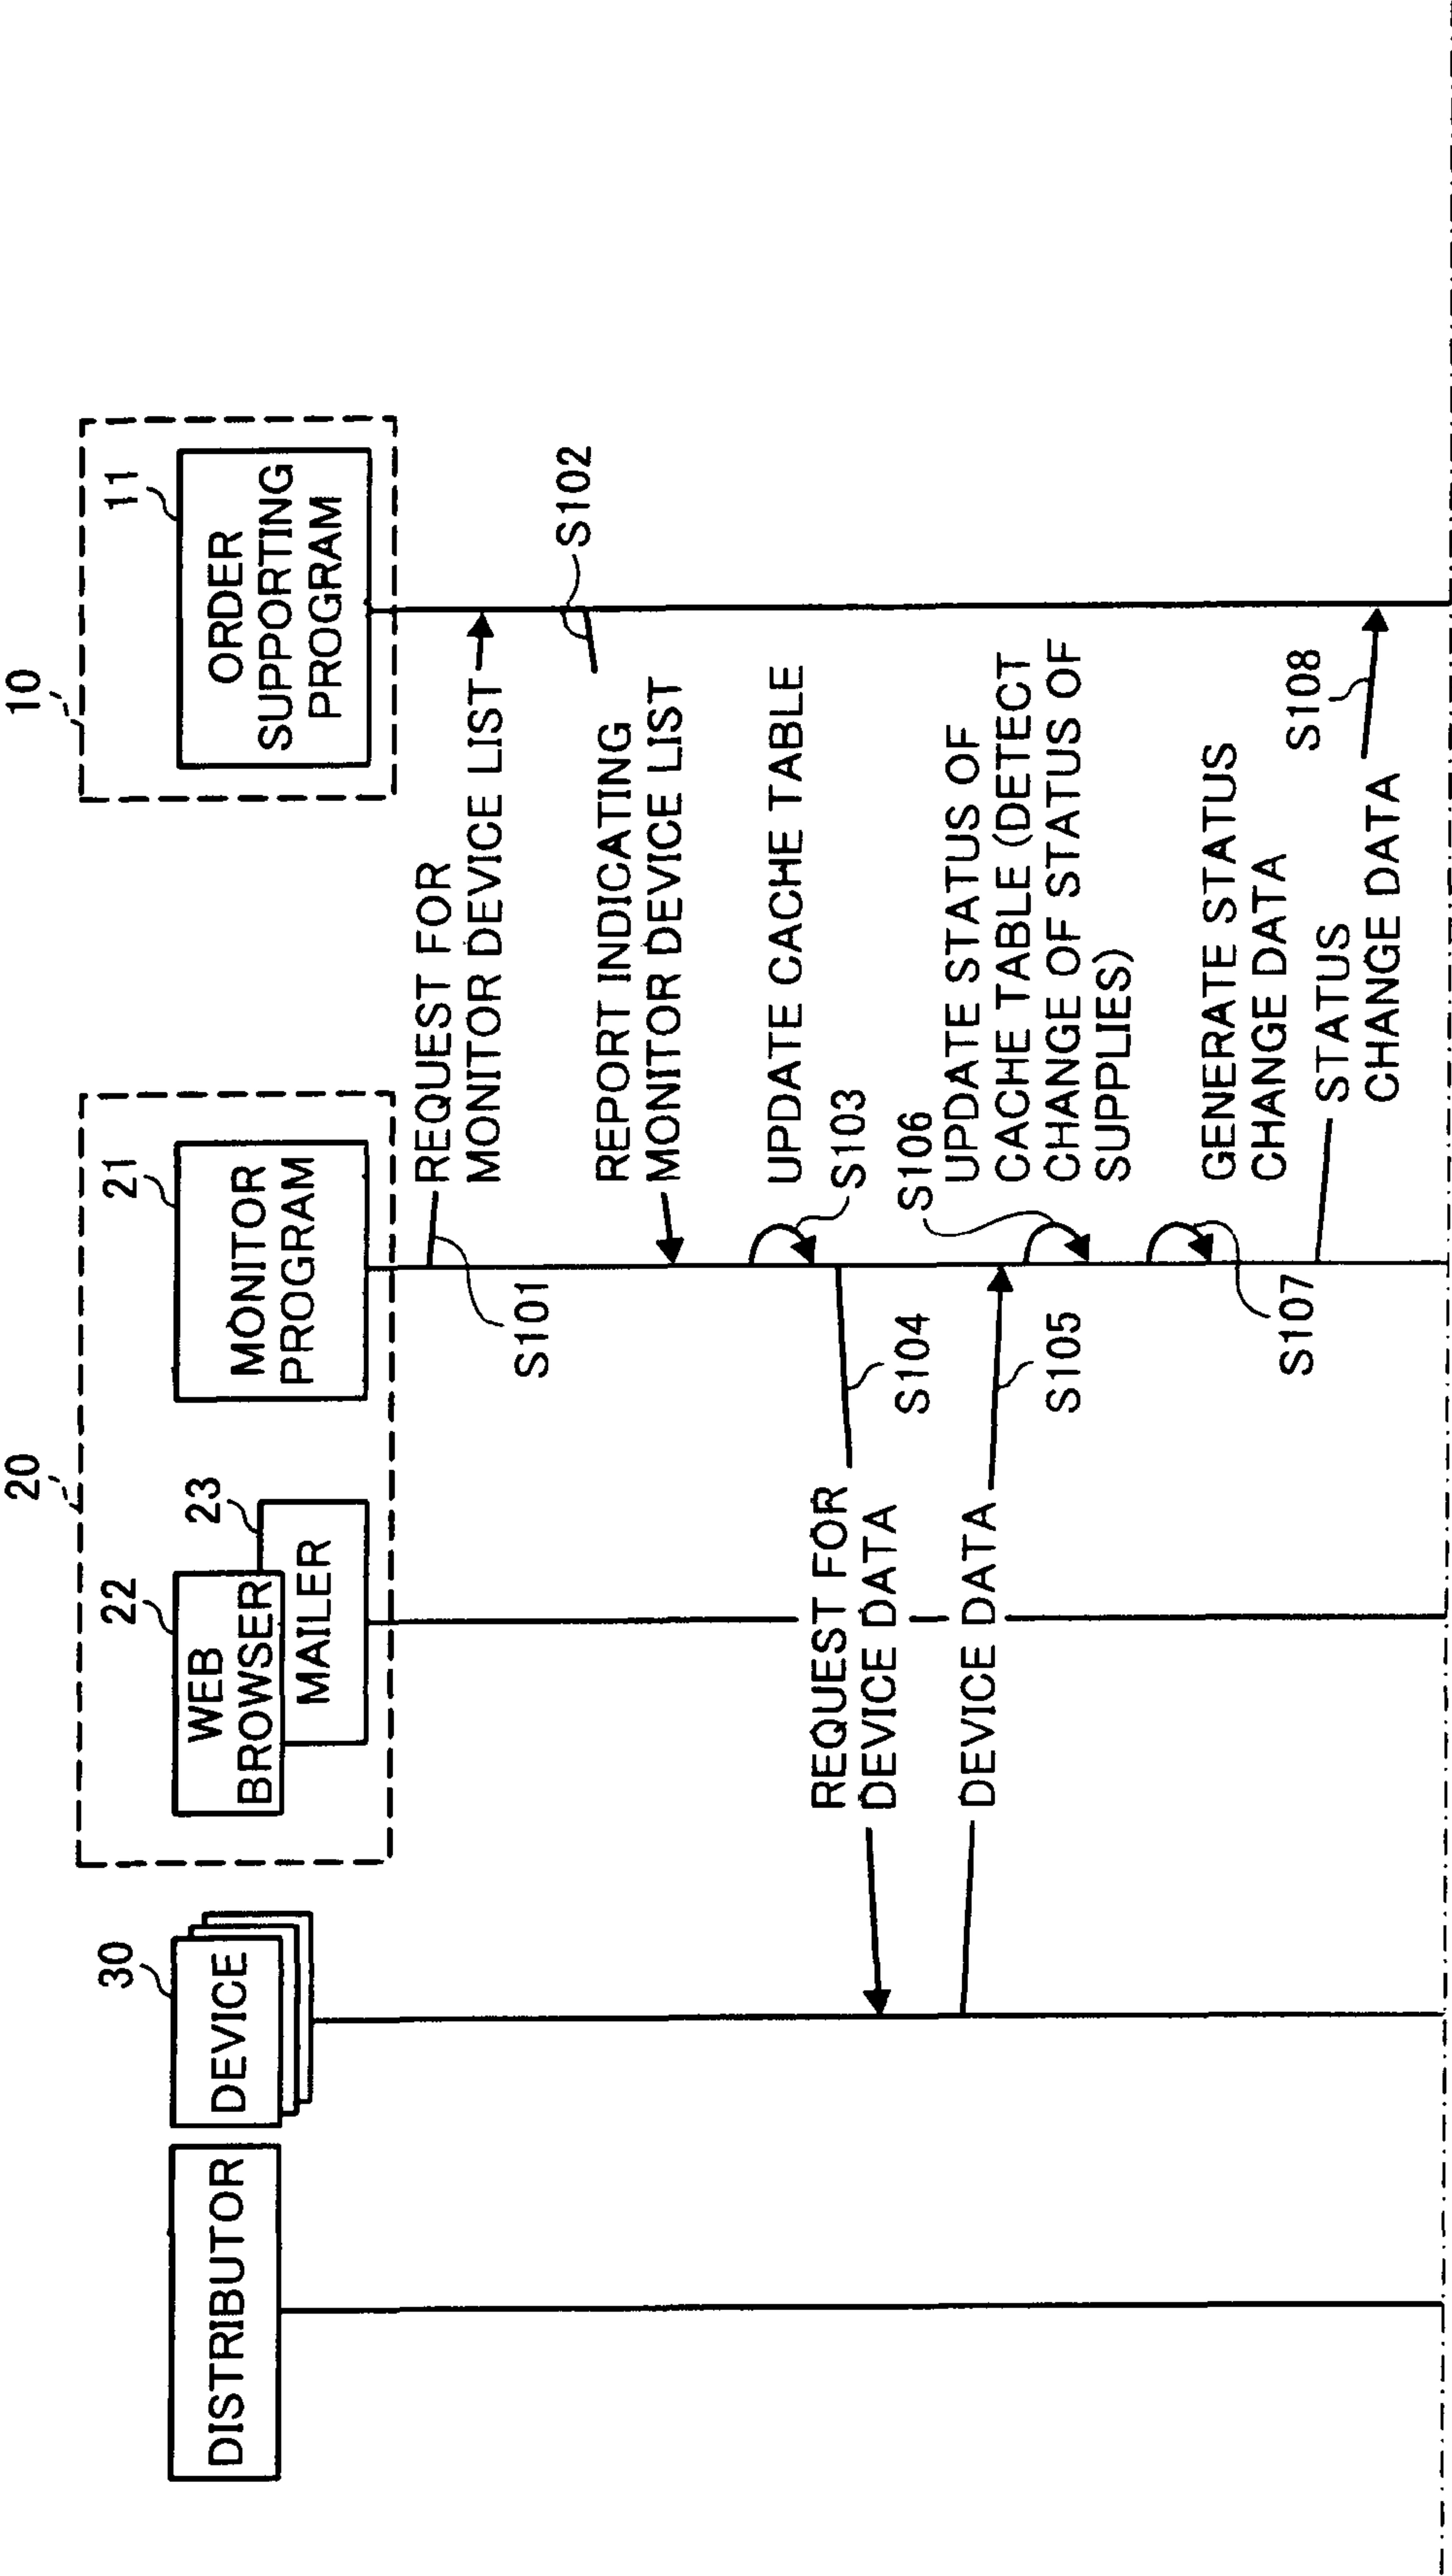 DISTRIBUTOR
30
DEVICE
20
22
WEB
BROWSER
23
MAILER
21
MONITOR
PROGRAM
10
11
ORDER
SUPPORTING
PROGRAM
S101
REQUEST FOR
MONITOR DEVICE LIST
S102
REPORT INDICATING
MONITOR DEVICE LIST
UPDATE CACHE TABLE
S103
REQUEST FOR
DEVICE DATA
S104
DEVICE DATA
S105
S106
UPDATE STATUS OF
CACHE TABLE (DETECT
CHANGE OF STATUS OF
SUPPLIES)
GENERATE STATUS
CHANGE DATA
S107
STATUS
CHANGE DATA
S108